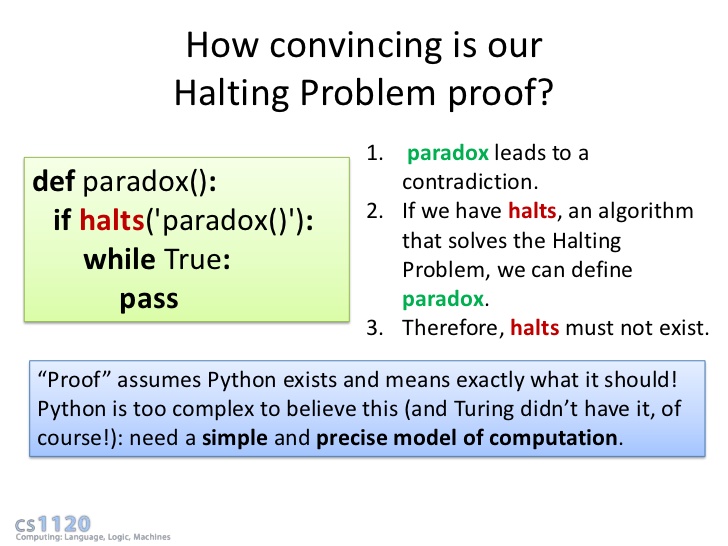 How convincing is our
Halting Problem proof?
def paradox():
if halts('paradox()'):
while True:
pass
1. paradox leads to a
contradiction.
2. If we have halts, an algorithm
that solves the Halting
Problem, we can define
paradox.
3. Therefore, halts must not exist.
“Proof” assumes Python exists and means exactly what it should!
Python is too complex to believe this (and Turing didn’t have it, of
course!): need a simple and precise model of computation.
cs1120
Computing: Language, Logic, Machines